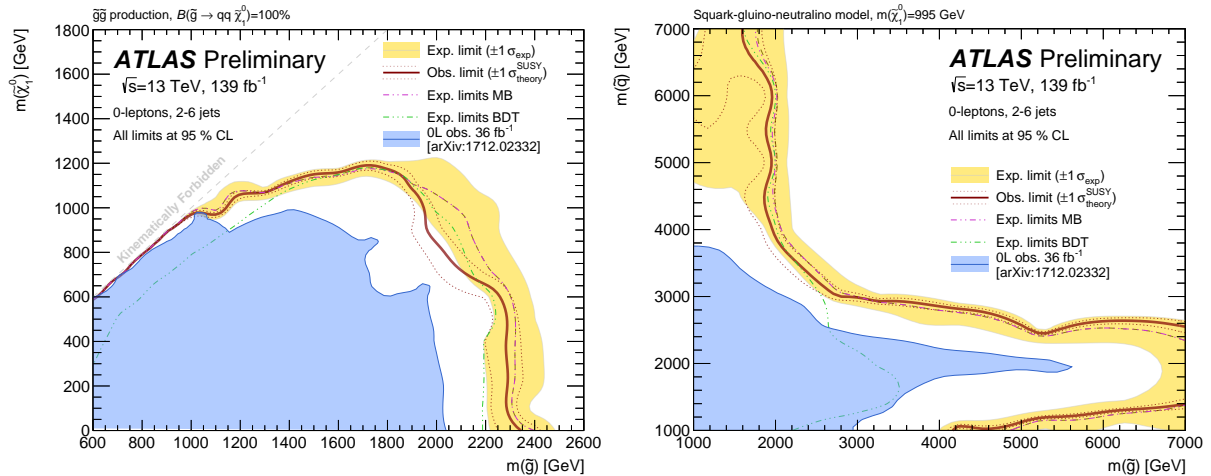 g̃g̃ production, B(g̃ → qq χ̃₁⁰)=100%
m(χ̃₁⁰) [GeV]
1800
1600
1400
1200
1000
800
600
400
200
0
600 800 1000 1200 1400 1600 1800 2000 2200 2400 2600
m(g̃) [GeV]
ATLAS Preliminary
√s=13 TeV, 139 fb⁻¹
0-leptons, 2-6 jets
All limits at 95 % CL
Kinematically Forbidden
Exp. limit (±1 σ_exp)
Obs. limit (±1 σ_theory^SUSY)
Exp. limits MB
Exp. limits BDT
0L obs. 36 fb⁻¹
[arXiv:1712.02332]
Squark-gluino-neutralino model, m(χ̃₁⁰)=995 GeV
m(q̃) [GeV]
7000
6000
5000
4000
3000
2000
1000
1000 2000 3000 4000 5000 6000 7000
m(g̃) [GeV]
ATLAS Preliminary
√s=13 TeV, 139 fb⁻¹
0-leptons, 2-6 jets
All limits at 95 % CL
Exp. limit (±1 σ_exp)
Obs. limit (±1 σ_theory^SUSY)
Exp. limits MB
Exp. limits BDT
0L obs. 36 fb⁻¹
[arXiv:1712.02332]